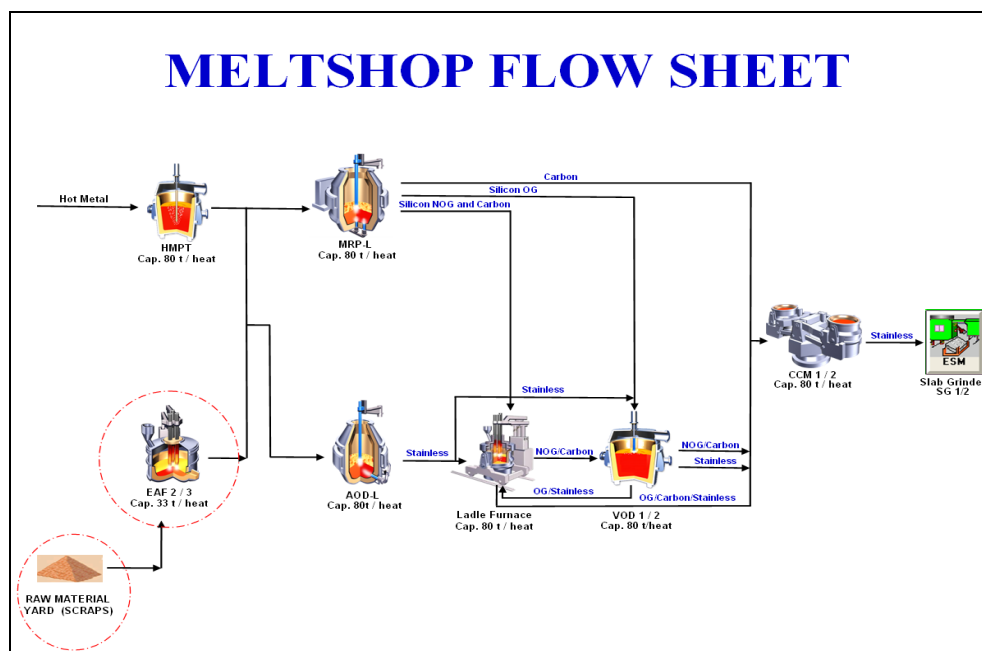 MELTSHOP FLOW SHEET
Carbon
Silicon OG
Hot Metal
Silicon NOG and Carbon
HMPT
Cap. 80 t / heat
MRP-L
Cap. 80 t / heat
Stainless
ESM
CCM 1 / 2
Cap. 80 t / heat
Slab Grinde
SG 1/2
Stainless
NOG/Carbon
Stainless
NOG/Carbon
Stainless
EAF 2 / 3
Cap. 33 t / heat
AOD-L
Cap. 80t / heat
OG/Stainless
OG/Carbon/Stainless
Ladle Furnace
Cap. 80 t / heat
VOD 1 / 2
Cap. 80 t/heat
RAW MATERIAL
YARD (SCRAPS)